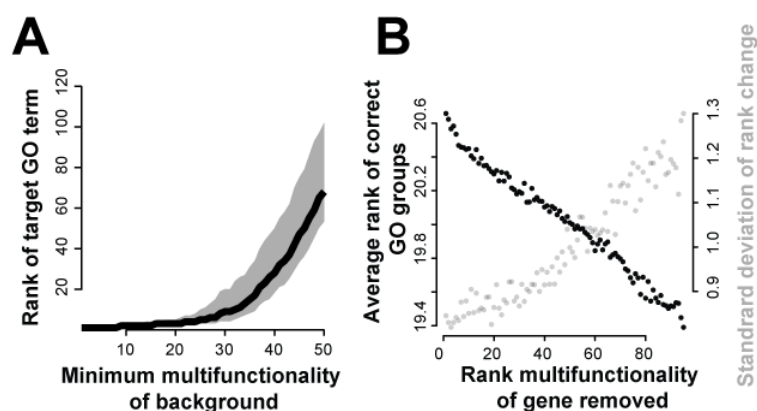 A
Rank of target GO term
120
100
80
60
40
20
10 20 30 40 50
Minimum multifunctionality
of background
B
Average rank of correct
GO groups
20.6
20.2
19.8
19.4
0 20 40 60 80
Rank multifunctionality
of gene removed
1.3
1.2
1.1
1.0
0.9
Strandard deviation of rank change